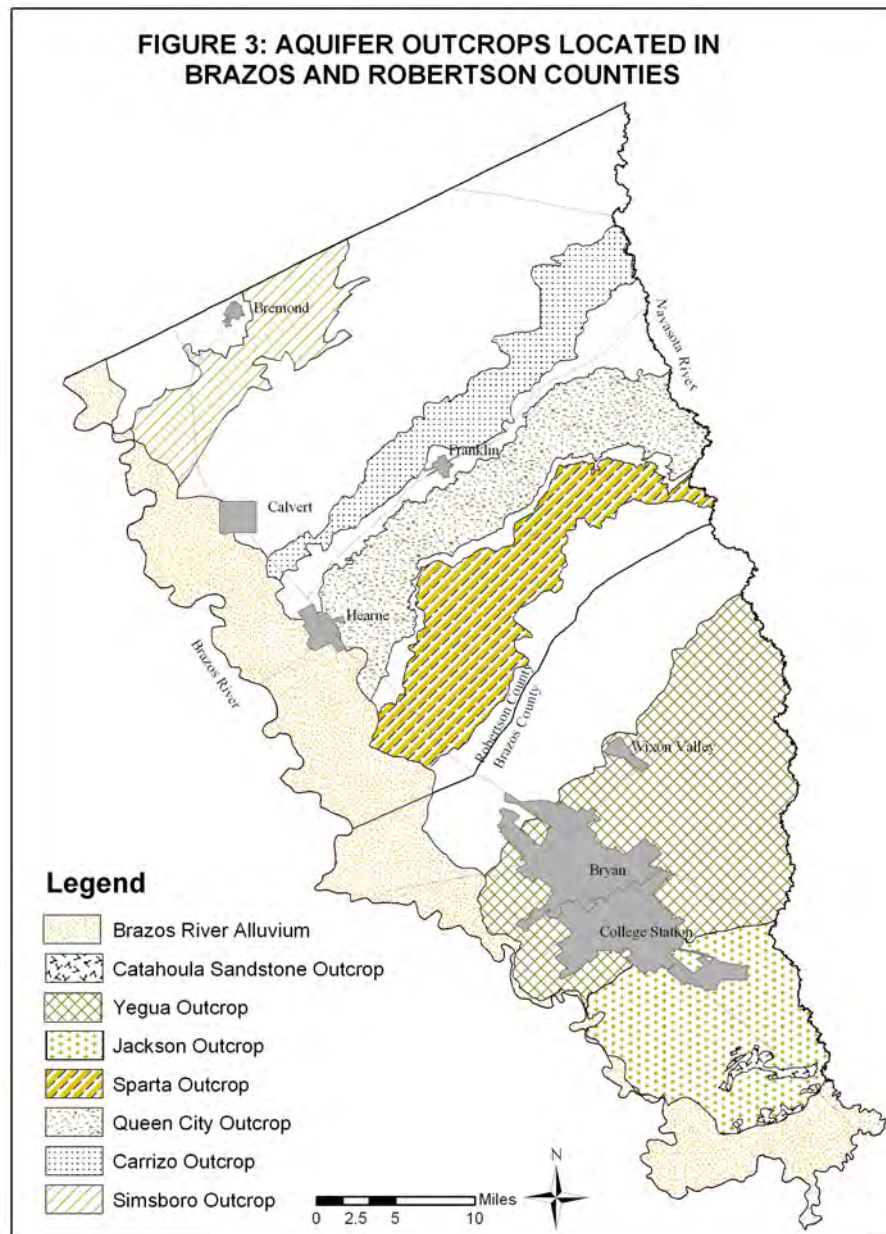 FIGURE 3: AQUIFER OUTCROPS LOCATED IN
BRAZOS AND ROBERTSON COUNTIES
Bremond
Navasota River
Franklin
Calvert
Hearne
Brazos River
Robertson County
Brazos County
Wixon Valley
Bryan
College Station
Legend
Brazos River Alluvium
Catahoula Sandstone Outcrop
Yegua Outcrop
Jackson Outcrop
Sparta Outcrop
Queen City Outcrop
Carrizo Outcrop
Simsboro Outcrop
N
Miles
0 2.5 5 10